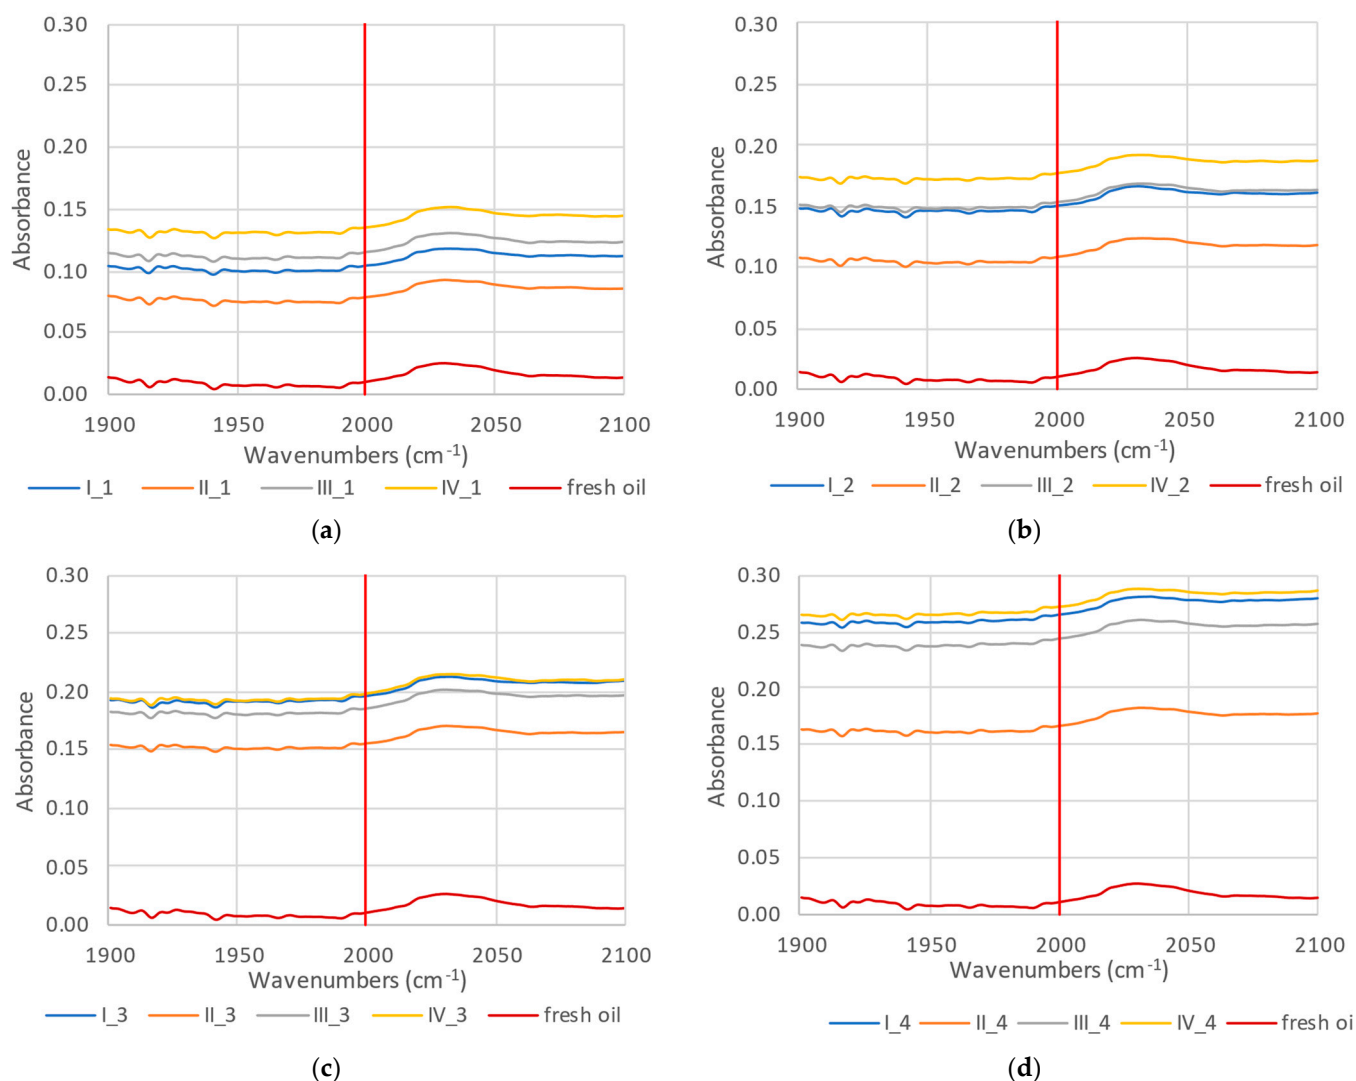 0.30
0.25
0.20
0.15
0.10
0.05
0.00
Absorbance
1900 1950 2000 2050 2100
Wavenumbers (cm-1)
I_1 II_1 III_1 IV_1 fresh oil
(a)
0.30
0.25
0.20
0.15
0.10
0.05
0.00
Absorbance
1900 1950 2000 2050 2100
Wavenumbers (cm-1)
I_2 II_2 III_2 IV_2 fresh oil
(b)
0.30
0.25
0.20
0.15
0.10
0.05
0.00
Absorbance
1900 1950 2000 2050 2100
Wavenumbers (cm-1)
I_3 II_3 III_3 IV_3 fresh oil
(c)
0.30
0.25
0.20
0.15
0.10
0.05
0.00
Absorbance
1900 1950 2000 2050 2100
Wavenumbers (cm-1)
I_4 II_4 III_4 IV_4 fresh oi
(d)